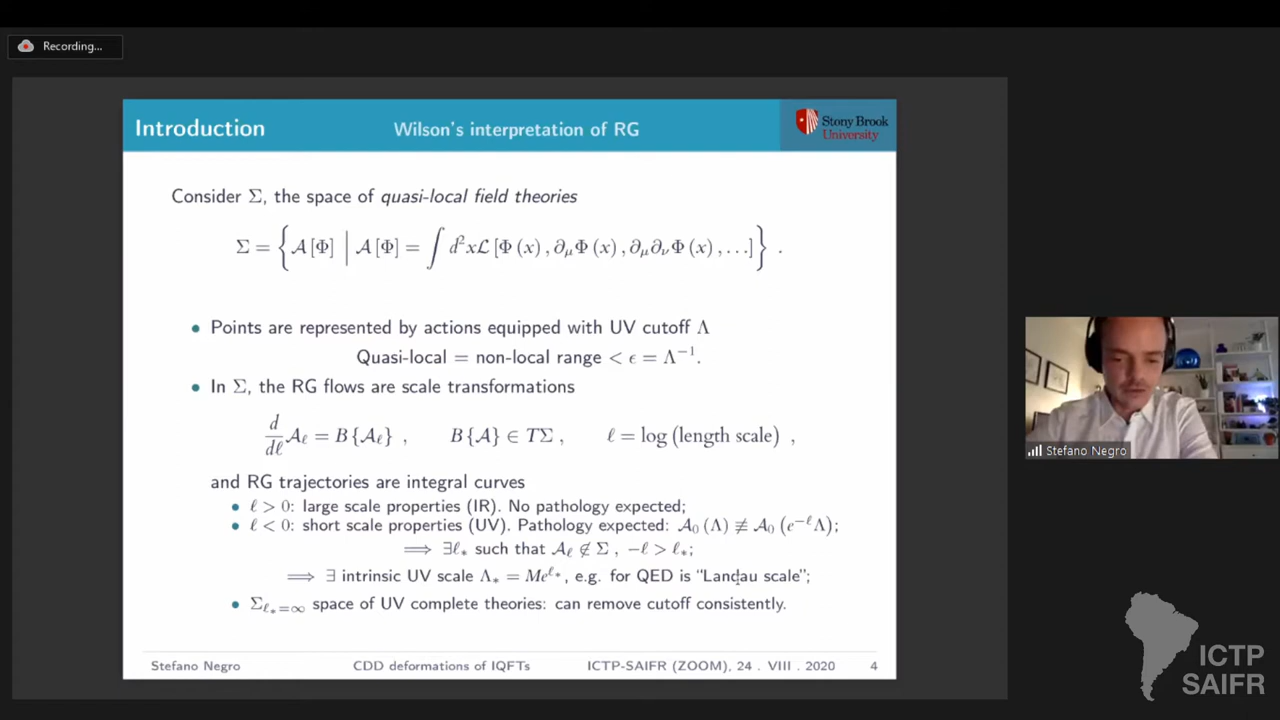 Recording...
Introduction
Wilson's interpretation of RG
Stony Brook
University
Consider Σ, the space of quasi-local field theories
Σ = { 𝒜 [Φ] | 𝒜 [Φ] = ∫ d²xℒ [Φ (x) , ∂_μΦ (x) , ∂_μ∂_νΦ (x) , . . .] } .
• Points are represented by actions equipped with UV cutoff Λ
Quasi-local = non-local range < ϵ = Λ⁻¹.
• In Σ, the RG flows are scale transformations
d/dℓ 𝒜_ℓ = B {𝒜_ℓ} , B {𝒜} ∈ TΣ , ℓ = log (length scale) ,
and RG trajectories are integral curves
• ℓ > 0: large scale properties (IR). No pathology expected;
• ℓ < 0: short scale properties (UV). Pathology expected: 𝒜₀ (Λ) ≢ 𝒜₀ (e^{-ℓ}Λ);
⟹ ∃ℓ_* such that 𝒜_ℓ ∉ Σ , −ℓ > ℓ_*;
⟹ ∃ intrinsic UV scale Λ_* = Me^{ℓ_*}, e.g. for QED is "Landau scale";
• Σ_{ℓ_*=∞} space of UV complete theories: can remove cutoff consistently.
Stefano Negro
CDD deformations of IQFTs
ICTP-SAIFR (ZOOM), 24 . VIII . 2020
4
Stefano Negro
ICTP
SAIFR